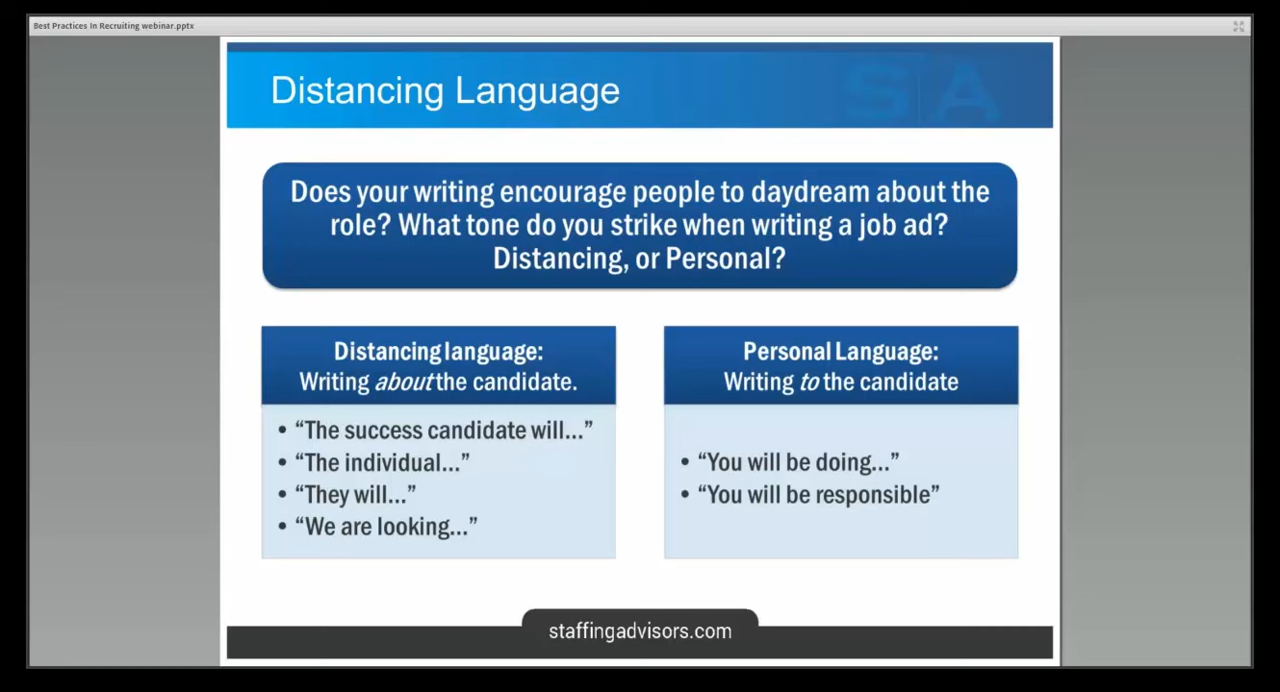 Best Practices In Recruiting webinar.pptx
Distancing Language
S|A
Does your writing encourage people to daydream about the
role? What tone do you strike when writing a job ad?
Distancing, or Personal?
Distancing language:
Writing about the candidate.
• “The success candidate will...”
• “The individual...”
• “They will...”
• “We are looking...”
Personal Language:
Writing to the candidate
• “You will be doing...”
• “You will be responsible”
staffingadvisors.com